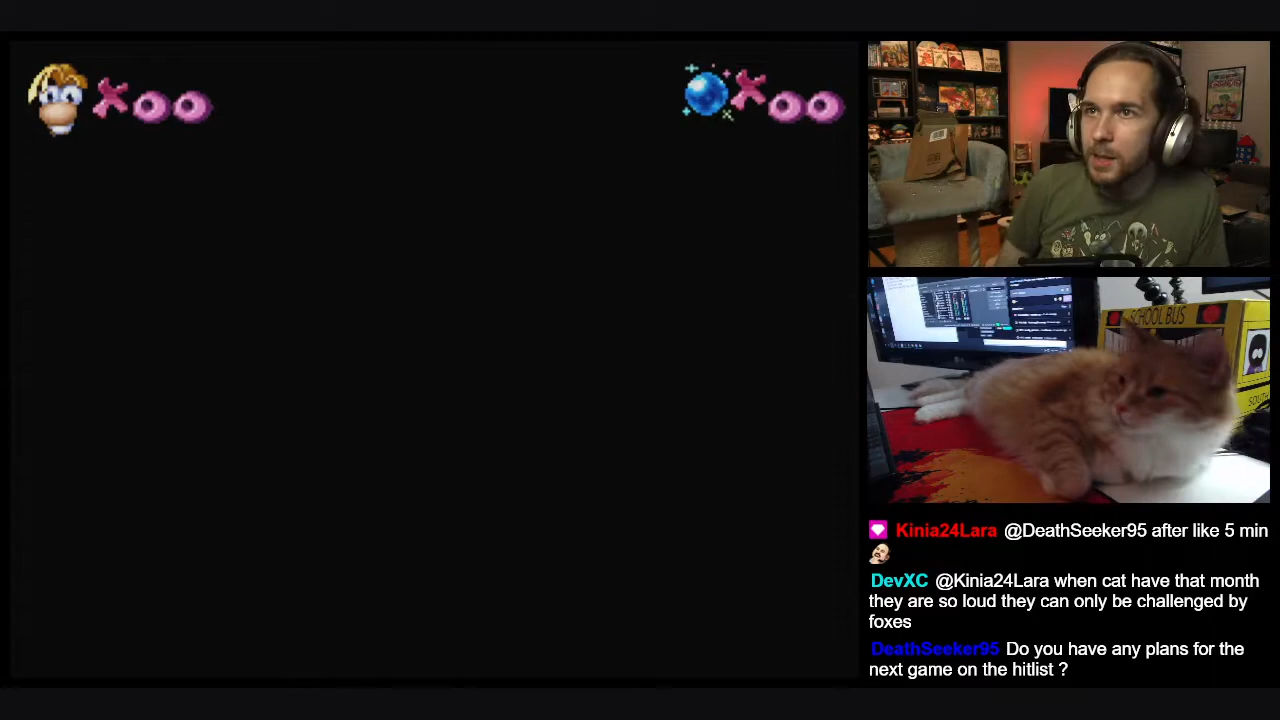 ×00
×00
SCHOOL BUS
Kinia24Lara @DeathSeeker95 after like 5 min
DevXC @Kinia24Lara when cat have that month
they are so loud they can only be challenged by
foxes
DeathSeeker95 Do you have any plans for the
next game on the hitlist ?